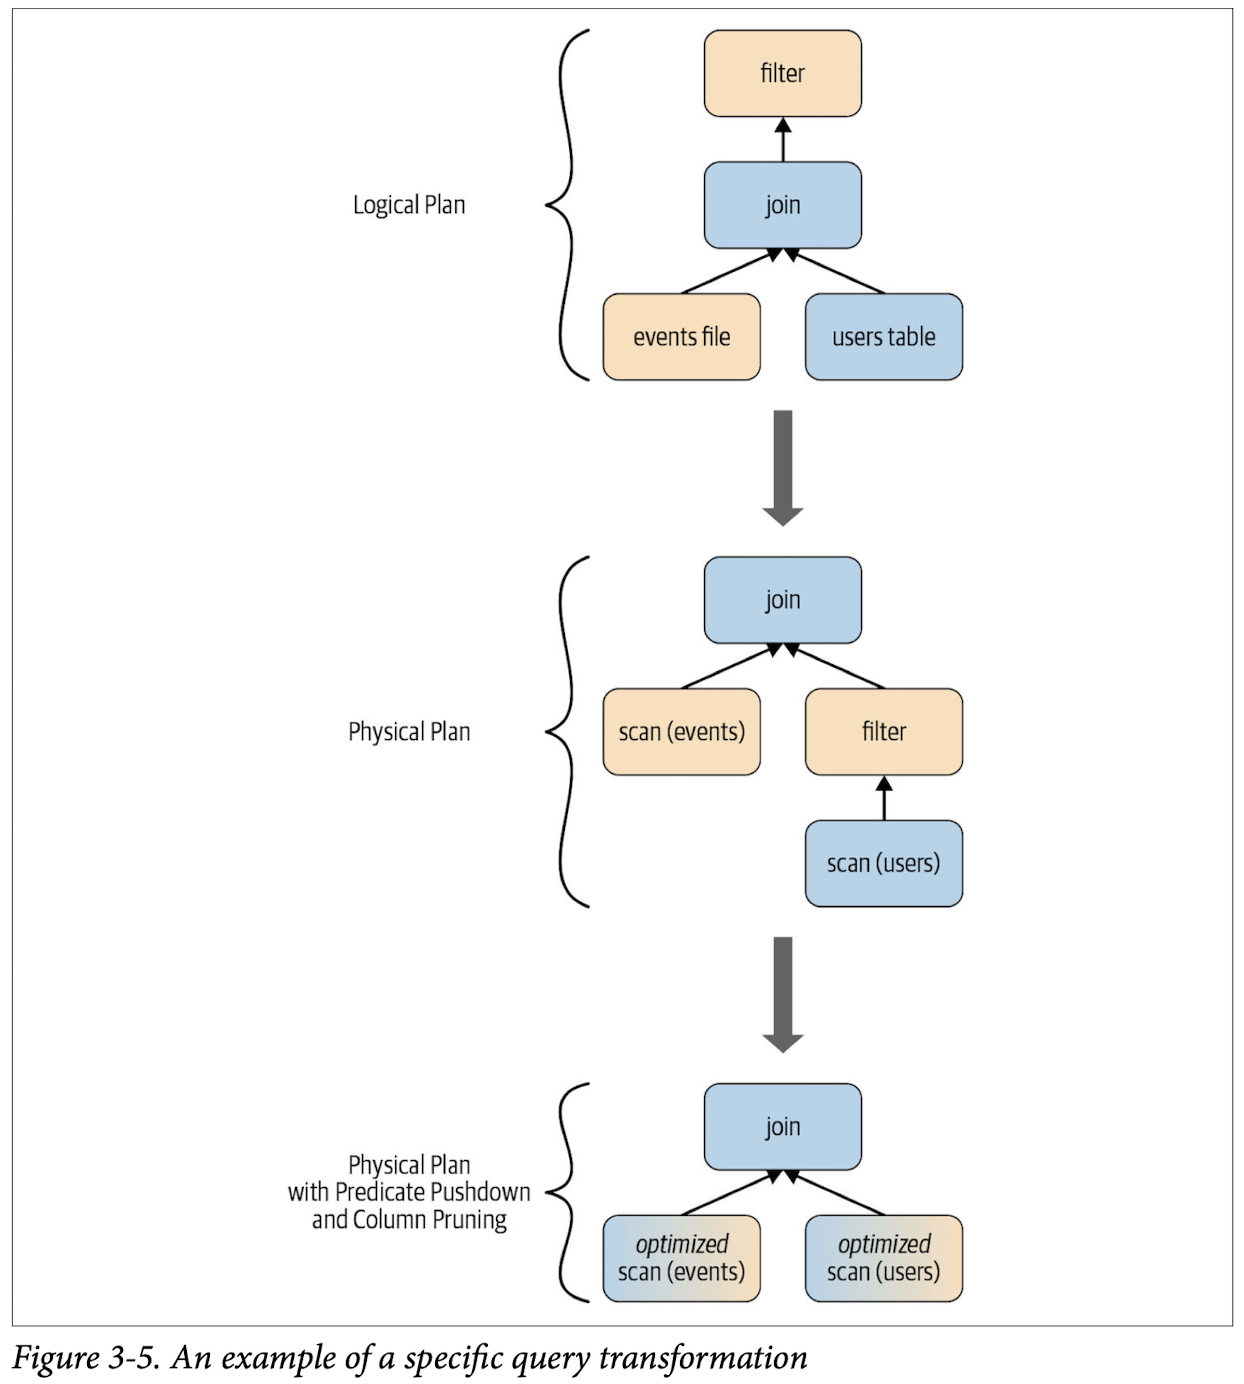 filter
Logical Plan
join
events file
users table
join
Physical Plan
scan (events)
filter
scan (users)
join
Physical Plan
with Predicate Pushdown
and Column Pruning
optimized
scan (events)
optimized
scan (users)
Figure 3-5. An example of a specific query transformation